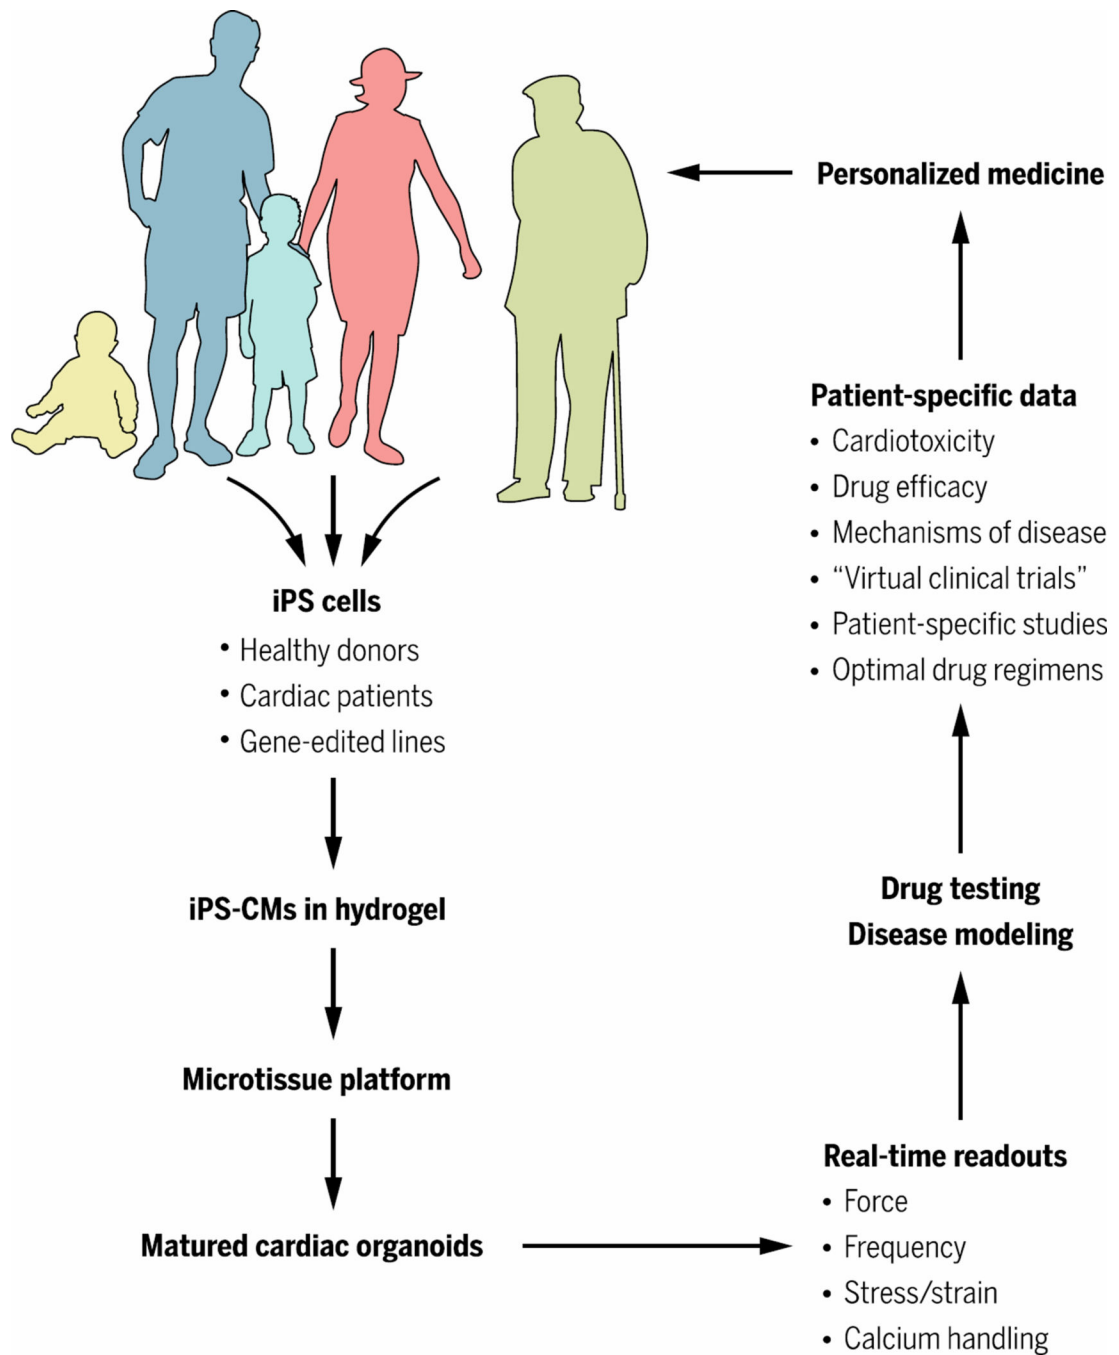 Personalized medicine
Patient-specific data
• Cardiotoxicity
• Drug efficacy
• Mechanisms of disease
• “Virtual clinical trials”
• Patient-specific studies
• Optimal drug regimens
iPS cells
• Healthy donors
• Cardiac patients
• Gene-edited lines
iPS-CMs in hydrogel
Drug testing
Disease modeling
Microtissue platform
Matured cardiac organoids
Real-time readouts
• Force
• Frequency
• Stress/strain
• Calcium handling